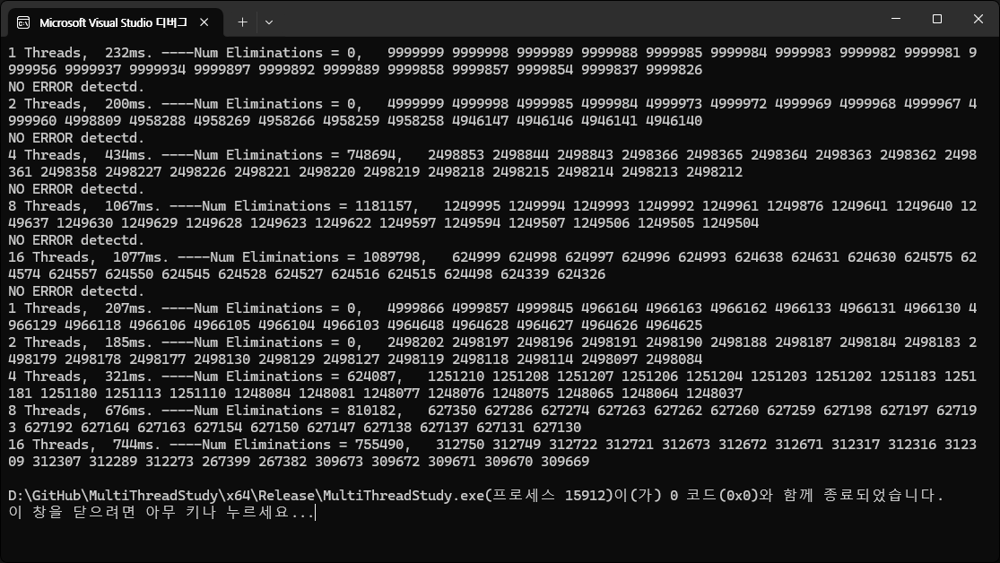 Microsoft Visual Studio 디버그
1 Threads,  232ms. ----Num Eliminations = 0,   9999999 9999998 9999989 9999988 9999985 9999984 9999983 9999982 9999981 9
999956 9999937 9999934 9999897 9999892 9999889 9999858 9999857 9999854 9999837 9999826
NO ERROR detectd.
2 Threads,  200ms. ----Num Eliminations = 0,   4999999 4999998 4999985 4999984 4999973 4999972 4999969 4999968 4999967 4
999960 4998809 4958288 4958269 4958266 4958259 4958258 4946147 4946146 4946141 4946140
NO ERROR detectd.
4 Threads,  434ms. ----Num Eliminations = 748694,   2498853 2498844 2498843 2498366 2498365 2498364 2498363 2498362 2498
361 2498358 2498227 2498226 2498221 2498220 2498219 2498218 2498215 2498214 2498213 2498212
NO ERROR detectd.
8 Threads,  1067ms. ----Num Eliminations = 1181157,   1249995 1249994 1249993 1249992 1249961 1249876 1249641 1249640 12
49637 1249630 1249629 1249628 1249623 1249622 1249597 1249594 1249507 1249506 1249505 1249504
NO ERROR detectd.
16 Threads,  1077ms. ----Num Eliminations = 1089798,   624999 624998 624997 624996 624993 624638 624631 624630 624575 62
4574 624557 624550 624545 624528 624527 624516 624515 624498 624339 624326
NO ERROR detectd.
1 Threads,  207ms. ----Num Eliminations = 0,   4999866 4999857 4999845 4966164 4966163 4966162 4966133 4966131 4966130 4
966129 4966118 4966106 4966105 4966104 4966103 4964648 4964628 4964627 4964626 4964625
2 Threads,  185ms. ----Num Eliminations = 0,   2498202 2498197 2498196 2498191 2498190 2498188 2498187 2498184 2498183 2
498179 2498178 2498177 2498130 2498129 2498127 2498119 2498118 2498114 2498097 2498084
4 Threads,  321ms. ----Num Eliminations = 624087,   1251210 1251208 1251207 1251206 1251204 1251203 1251202 1251183 1251
181 1251180 1251113 1251110 1248084 1248081 1248077 1248076 1248075 1248065 1248064 1248037
8 Threads,  676ms. ----Num Eliminations = 810182,   627350 627286 627274 627263 627262 627260 627259 627198 627197 62719
3 627192 627164 627163 627154 627150 627147 627138 627137 627131 627130
16 Threads,  744ms. ----Num Eliminations = 755490,   312750 312749 312722 312721 312673 312672 312671 312317 312316 3123
09 312307 312289 312273 267399 267382 309673 309672 309671 309670 309669
D:\GitHub\MultiThreadStudy\x64\Release\MultiThreadStudy.exe(프로세스 15912)이(가) 0 코드(0x0)와 함께 종료되었습니다.
이 창을 닫으려면 아무 키나 누르세요...